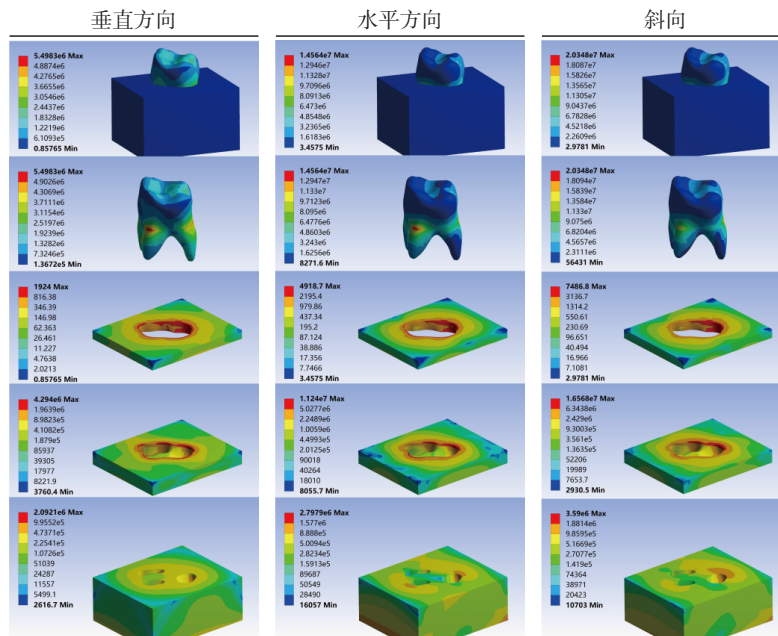 垂直方向
水平方向
斜向
5.4983e6 Max
4.8874e6
4.2765e6
3.6655e6
3.0546e6
2.4437e6
1.8328e6
1.2219e6
6.1093e5
0.85765 Min
1.4564e7 Max
1.2946e7
1.1328e7
9.7096e6
8.0913e6
6.473e6
4.8548e6
3.2365e6
1.6183e6
3.4575 Min
2.0348e7 Max
1.8087e7
1.5826e7
1.3565e7
1.1305e7
9.0437e6
6.7828e6
4.5218e6
2.2609e6
2.9781 Min
5.4983e6 Max
4.9026e6
4.3069e6
3.7111e6
3.1154e6
2.5197e6
1.9239e6
1.3282e6
7.3246e5
1.3672e5 Min
1.4564e7 Max
1.2947e7
1.133e7
9.7123e6
8.095e6
6.4776e6
4.8603e6
3.243e6
1.6256e6
8271.6 Min
2.0348e7 Max
1.8094e7
1.5839e7
1.3584e7
1.133e7
9.075e6
6.8204e6
4.5657e6
2.3111e6
56431 Min
1924 Max
816.38
346.39
146.98
62.363
26.461
11.227
4.7638
2.0213
0.85765 Min
4918.7 Max
2195.4
979.86
437.34
195.2
87.124
38.886
17.356
7.7466
3.4575 Min
7486.8 Max
3136.7
1314.2
550.61
230.69
96.651
40.494
16.966
7.1081
2.9781 Min
4.294e6 Max
1.9639e6
8.9823e5
4.1082e5
1.879e5
85937
39305
17977
8221.9
3760.4 Min
1.124e7 Max
5.0277e6
2.2489e6
1.0059e6
4.4993e5
2.0125e5
90018
40264
18010
8055.7 Min
1.6568e7 Max
6.3438e6
2.429e6
9.3003e5
3.561e5
1.3635e5
52206
19989
7653.7
2930.5 Min
2.0921e6 Max
9.9552e5
4.7371e5
2.2541e5
1.0726e5
51039
24287
11557
5499.1
2616.7 Min
2.7979e6 Max
1.577e6
8.888e5
5.0094e5
2.8234e5
1.5913e5
89687
50549
28490
16057 Min
3.59e6 Max
1.8814e6
9.8595e5
5.1669e5
2.7077e5
1.419e5
74364
38971
20423
10703 Min